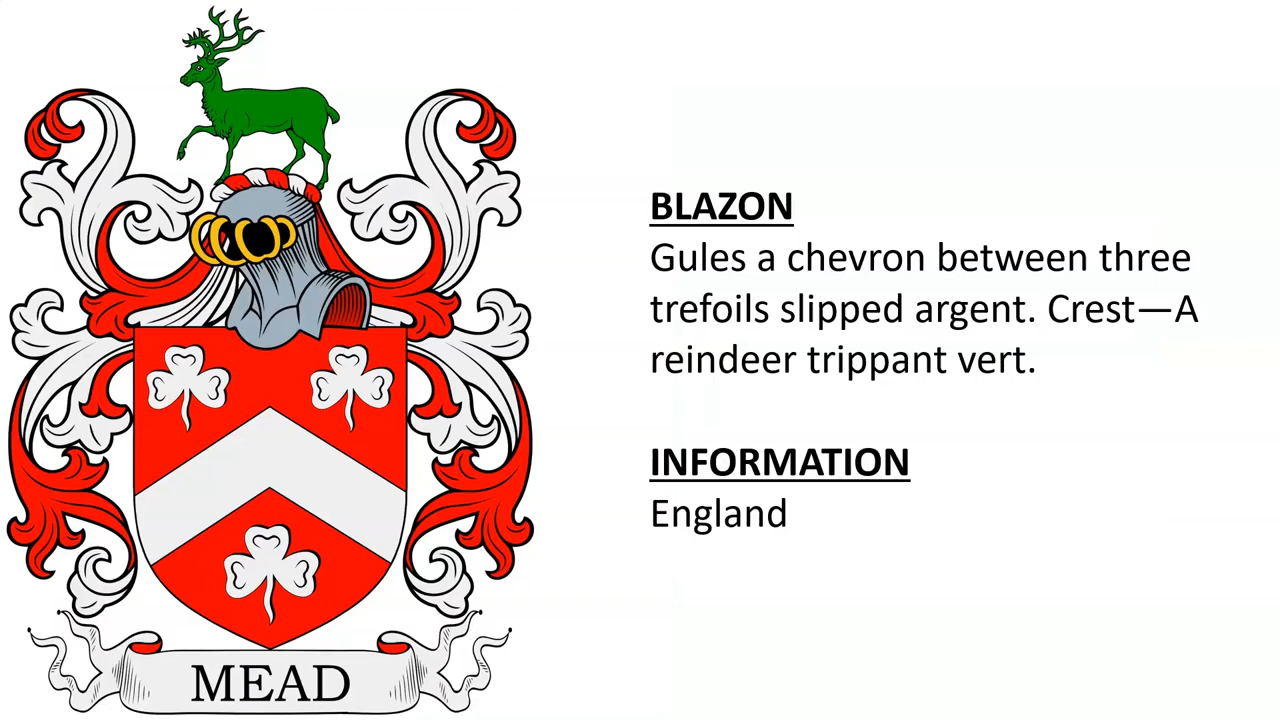 MEAD
BLAZON
Gules a chevron between three
trefoils slipped argent. Crest—A
reindeer trippant vert.
INFORMATION
England